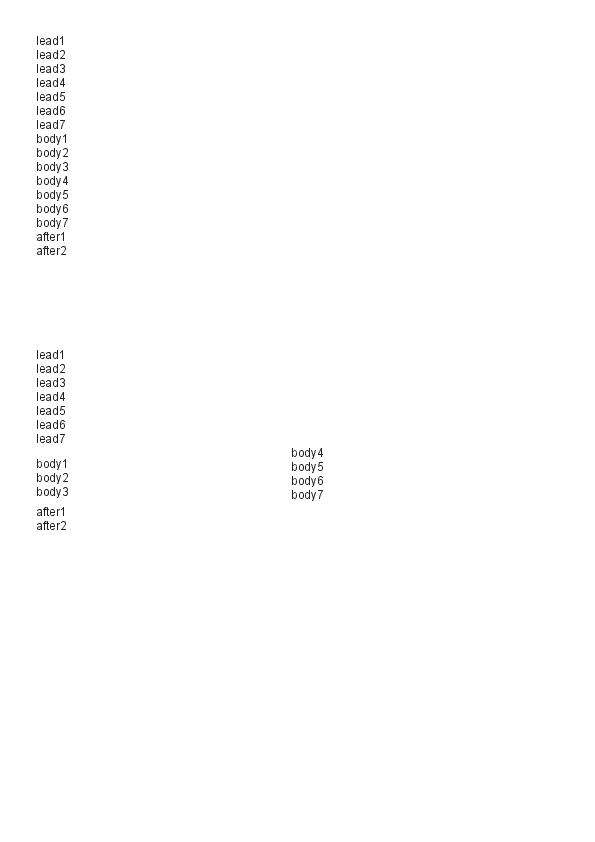 lead1
lead2
lead3
lead4
lead5
lead6
lead7
body1
body2
body3
body4
body5
body6
body7
after1
after2
lead1
lead2
lead3
lead4
lead5
lead6
lead7
body1
body2
body3
body4
body5
body6
body7
after1
after2